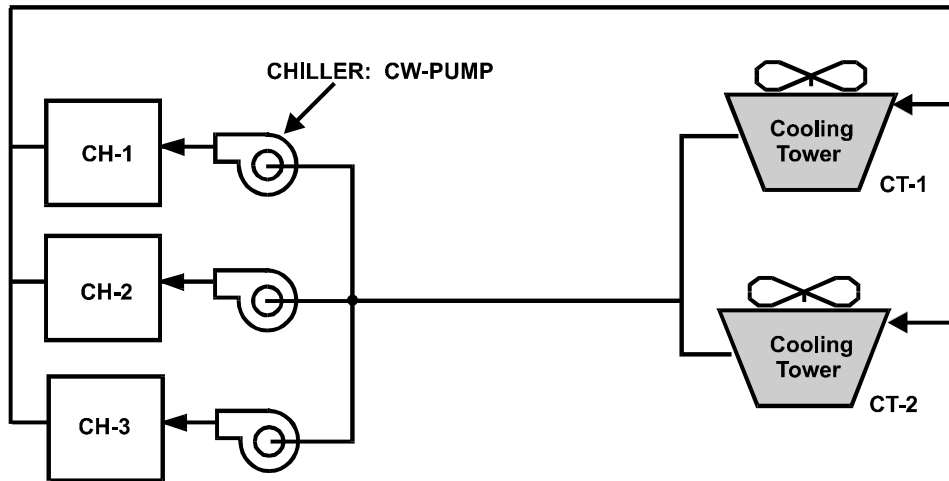 CHILLER: CW-PUMP
CH-1
Cooling
Tower
CT-1
CH-2
Cooling
Tower
CT-2
CH-3